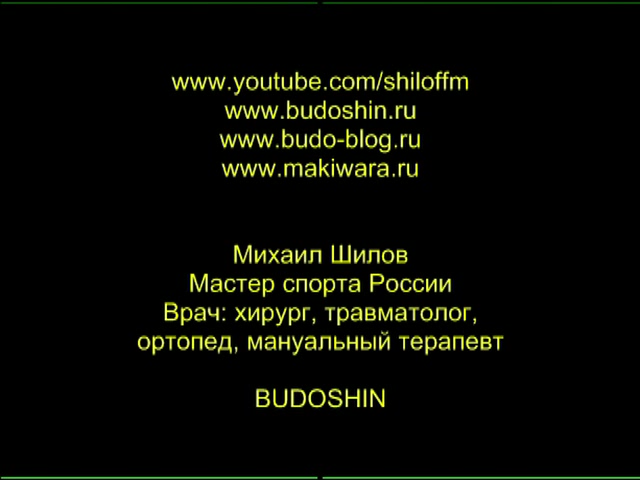 www.youtube.com/shiloffm
www.budoshin.ru
www.budo-blog.ru
www.makiwara.ru
Михаил Шилов
Мастер спорта России
Врач: хирург, травматолог,
ортопед, мануальный терапевт
BUDOSHIN